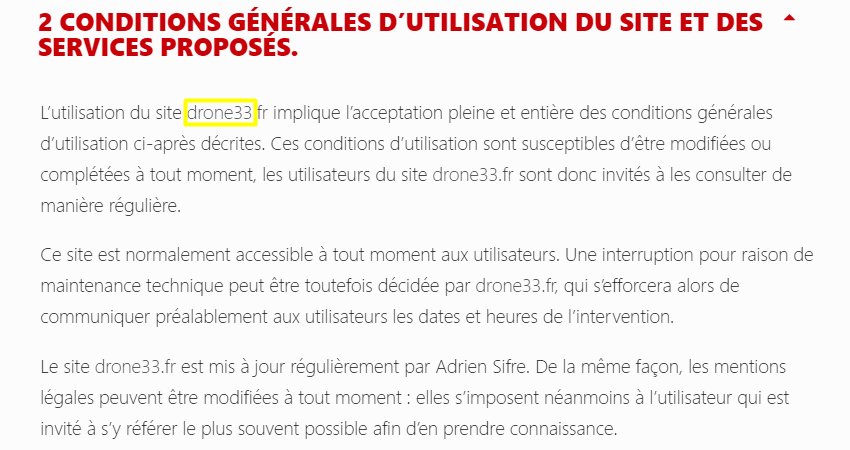 2 CONDITIONS GÉNÉRALES D’UTILISATION DU SITE ET DES
SERVICES PROPOSÉS.
L’utilisation du site drone33.fr implique l’acceptation pleine et entière des conditions générales
d’utilisation ci-après décrites. Ces conditions d’utilisation sont susceptibles d’être modifiées ou
complétées à tout moment, les utilisateurs du site drone33.fr sont donc invités à les consulter de
manière régulière.
Ce site est normalement accessible à tout moment aux utilisateurs. Une interruption pour raison de
maintenance technique peut être toutefois décidée par drone33.fr, qui s’efforcera alors de
communiquer préalablement aux utilisateurs les dates et heures de l’intervention.
Le site drone33.fr est mis à jour régulièrement par Adrien Sifre. De la même façon, les mentions
légales peuvent être modifiées à tout moment : elles s’imposent néanmoins à l’utilisateur qui est
invité à s’y référer le plus souvent possible afin d’en prendre connaissance.